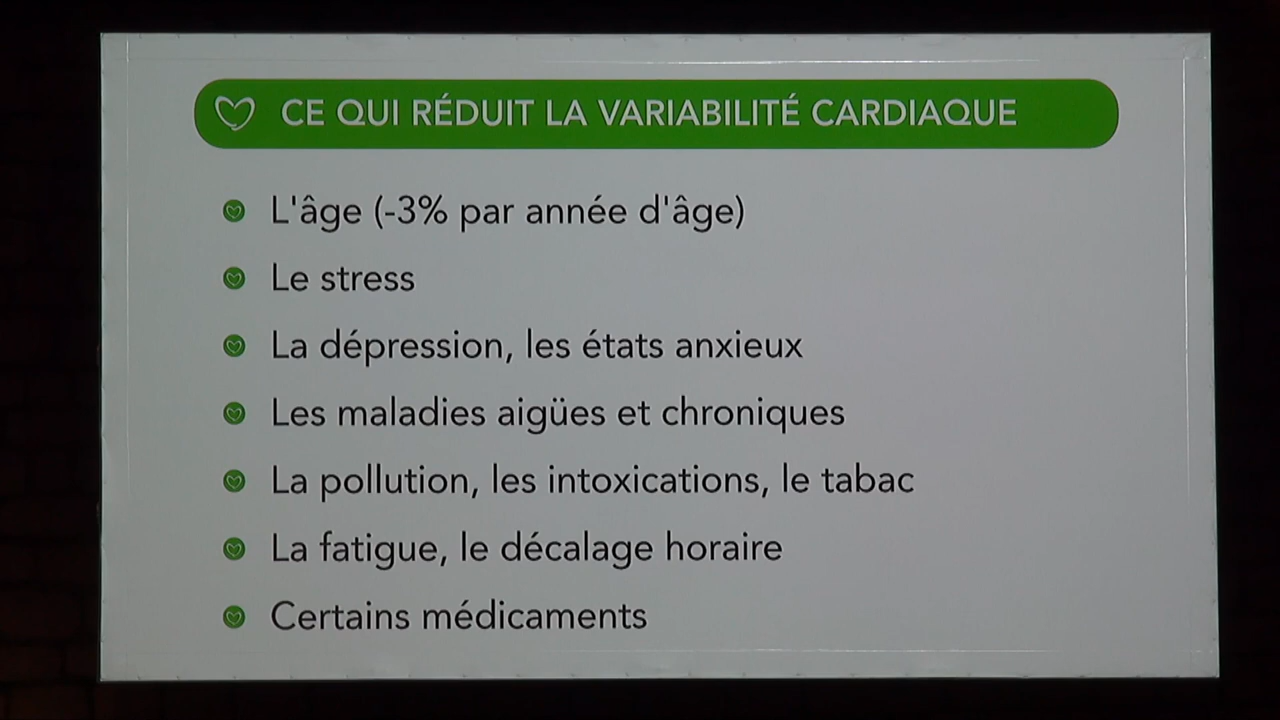 CE QUI RÉDUIT LA VARIABILITÉ CARDIAQUE
L'âge (-3% par année d'âge)
Le stress
La dépression, les états anxieux
Les maladies aigües et chroniques
La pollution, les intoxications, le tabac
La fatigue, le décalage horaire
Certains médicaments